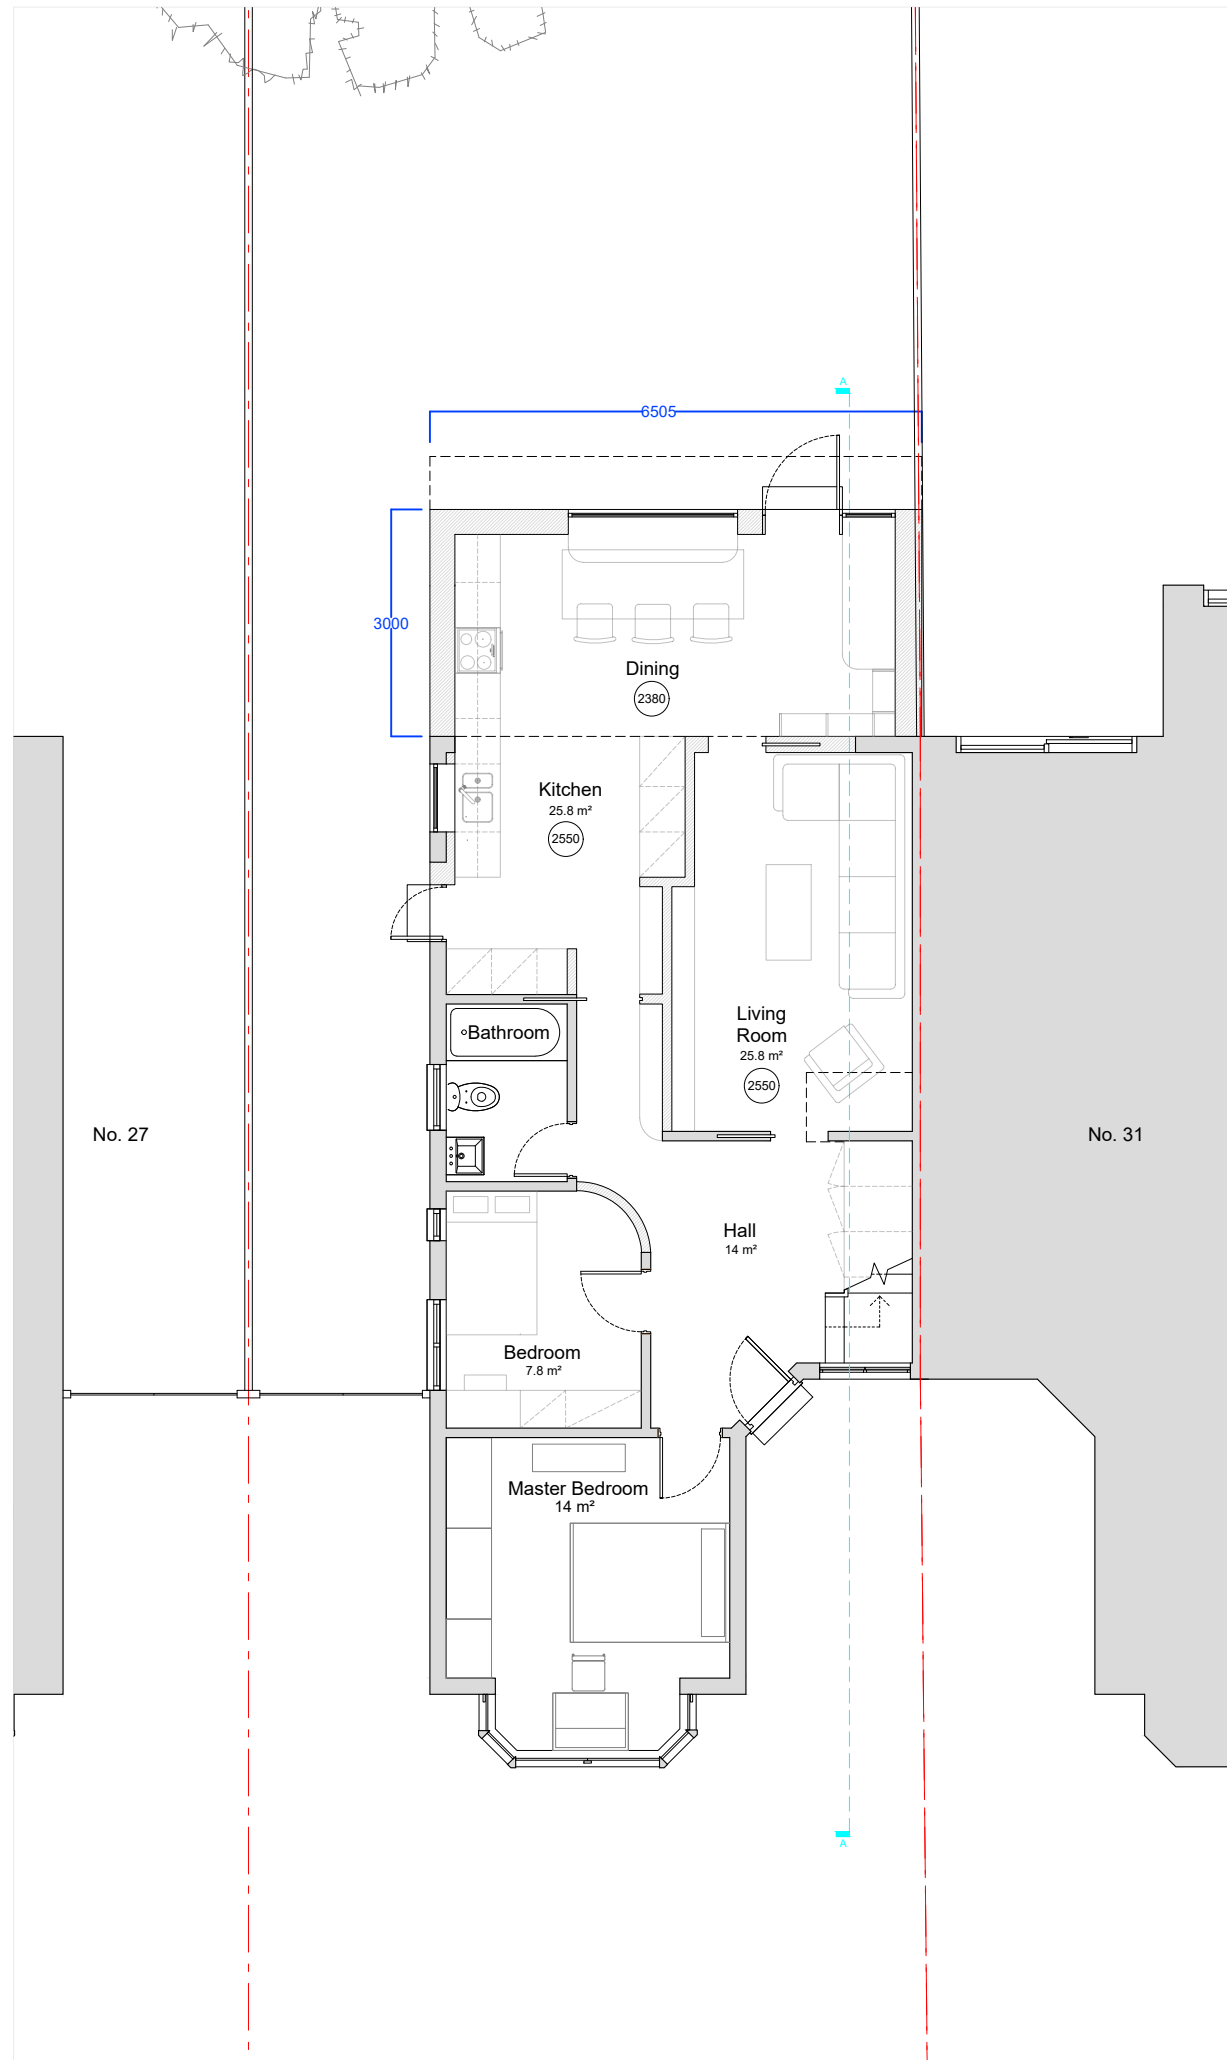 A
6505
3000
Dining
2380
Kitchen
25.8 m²
2550
Living
Room
25.8 m²
2550
Bathroom
No. 27
No. 31
Hall
14 m²
Bedroom
7.8 m²
Master Bedroom
14 m²
A